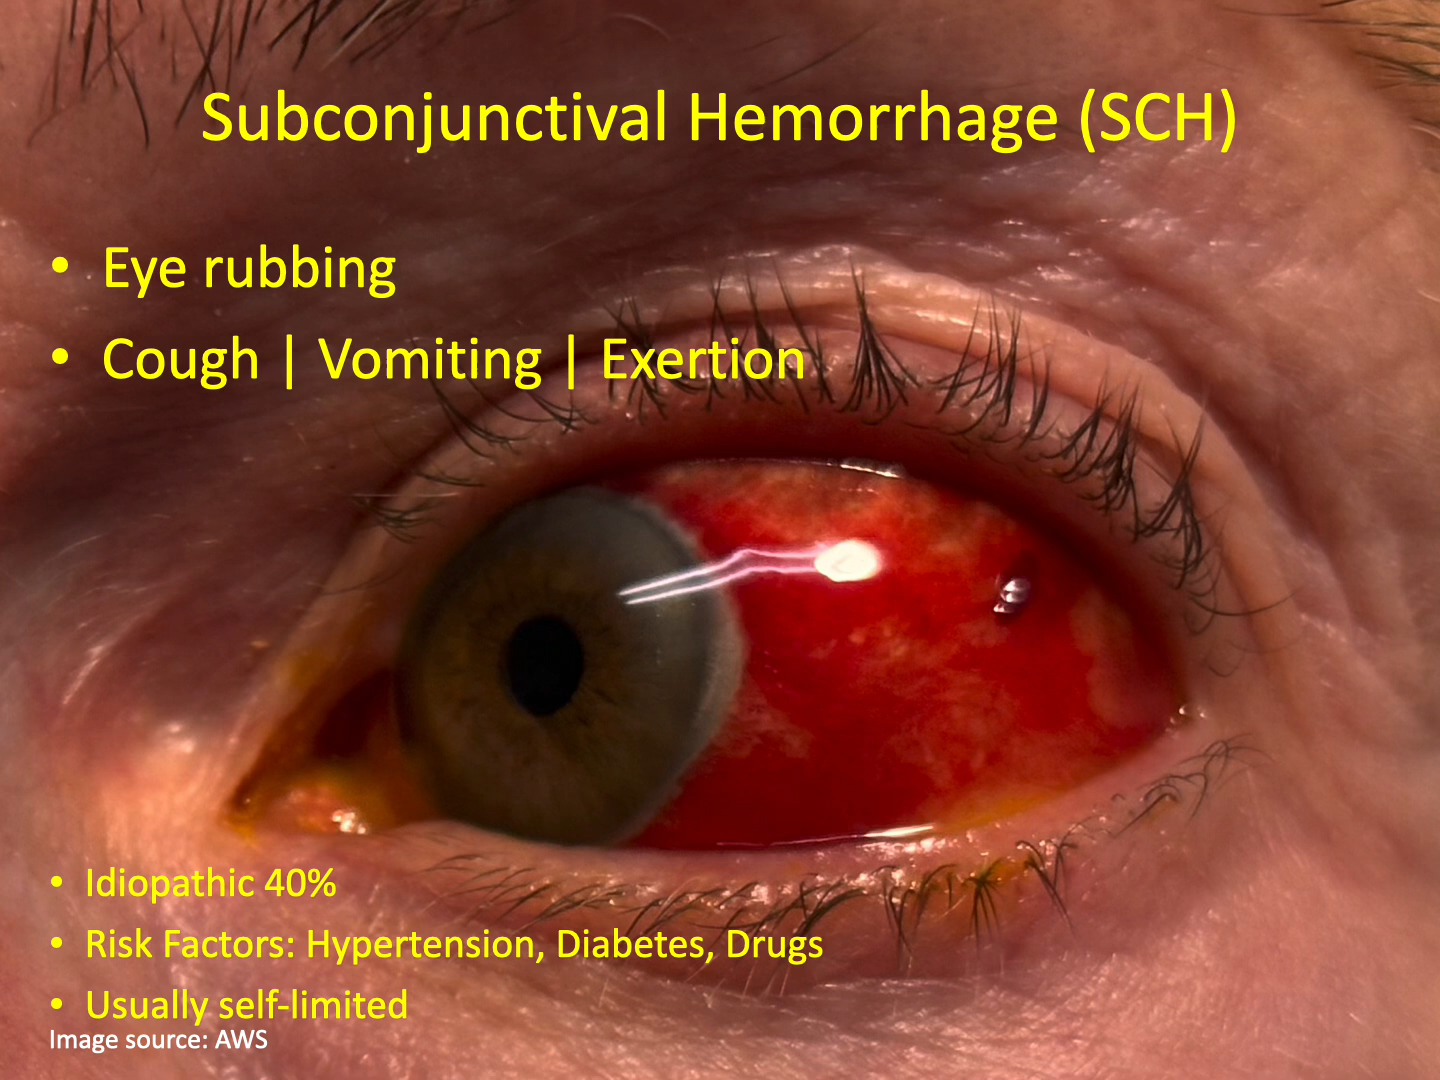 Subconjunctival Hemorrhage (SCH)
• Eye rubbing
• Cough | Vomiting | Exertion
• Idiopathic 40%
• Risk Factors: Hypertension, Diabetes, Drugs
• Usually self-limited
Image source: AWS